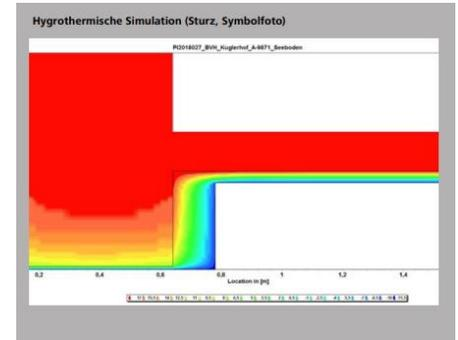 Hygrothermische Simulation (Sturz, Symbolfoto)
PI2018027_BVH_Kuglerhof_A-9871_Seeboden
0,2 0,4 0,6 0,8 1 1,2 1,4
Location in [m]